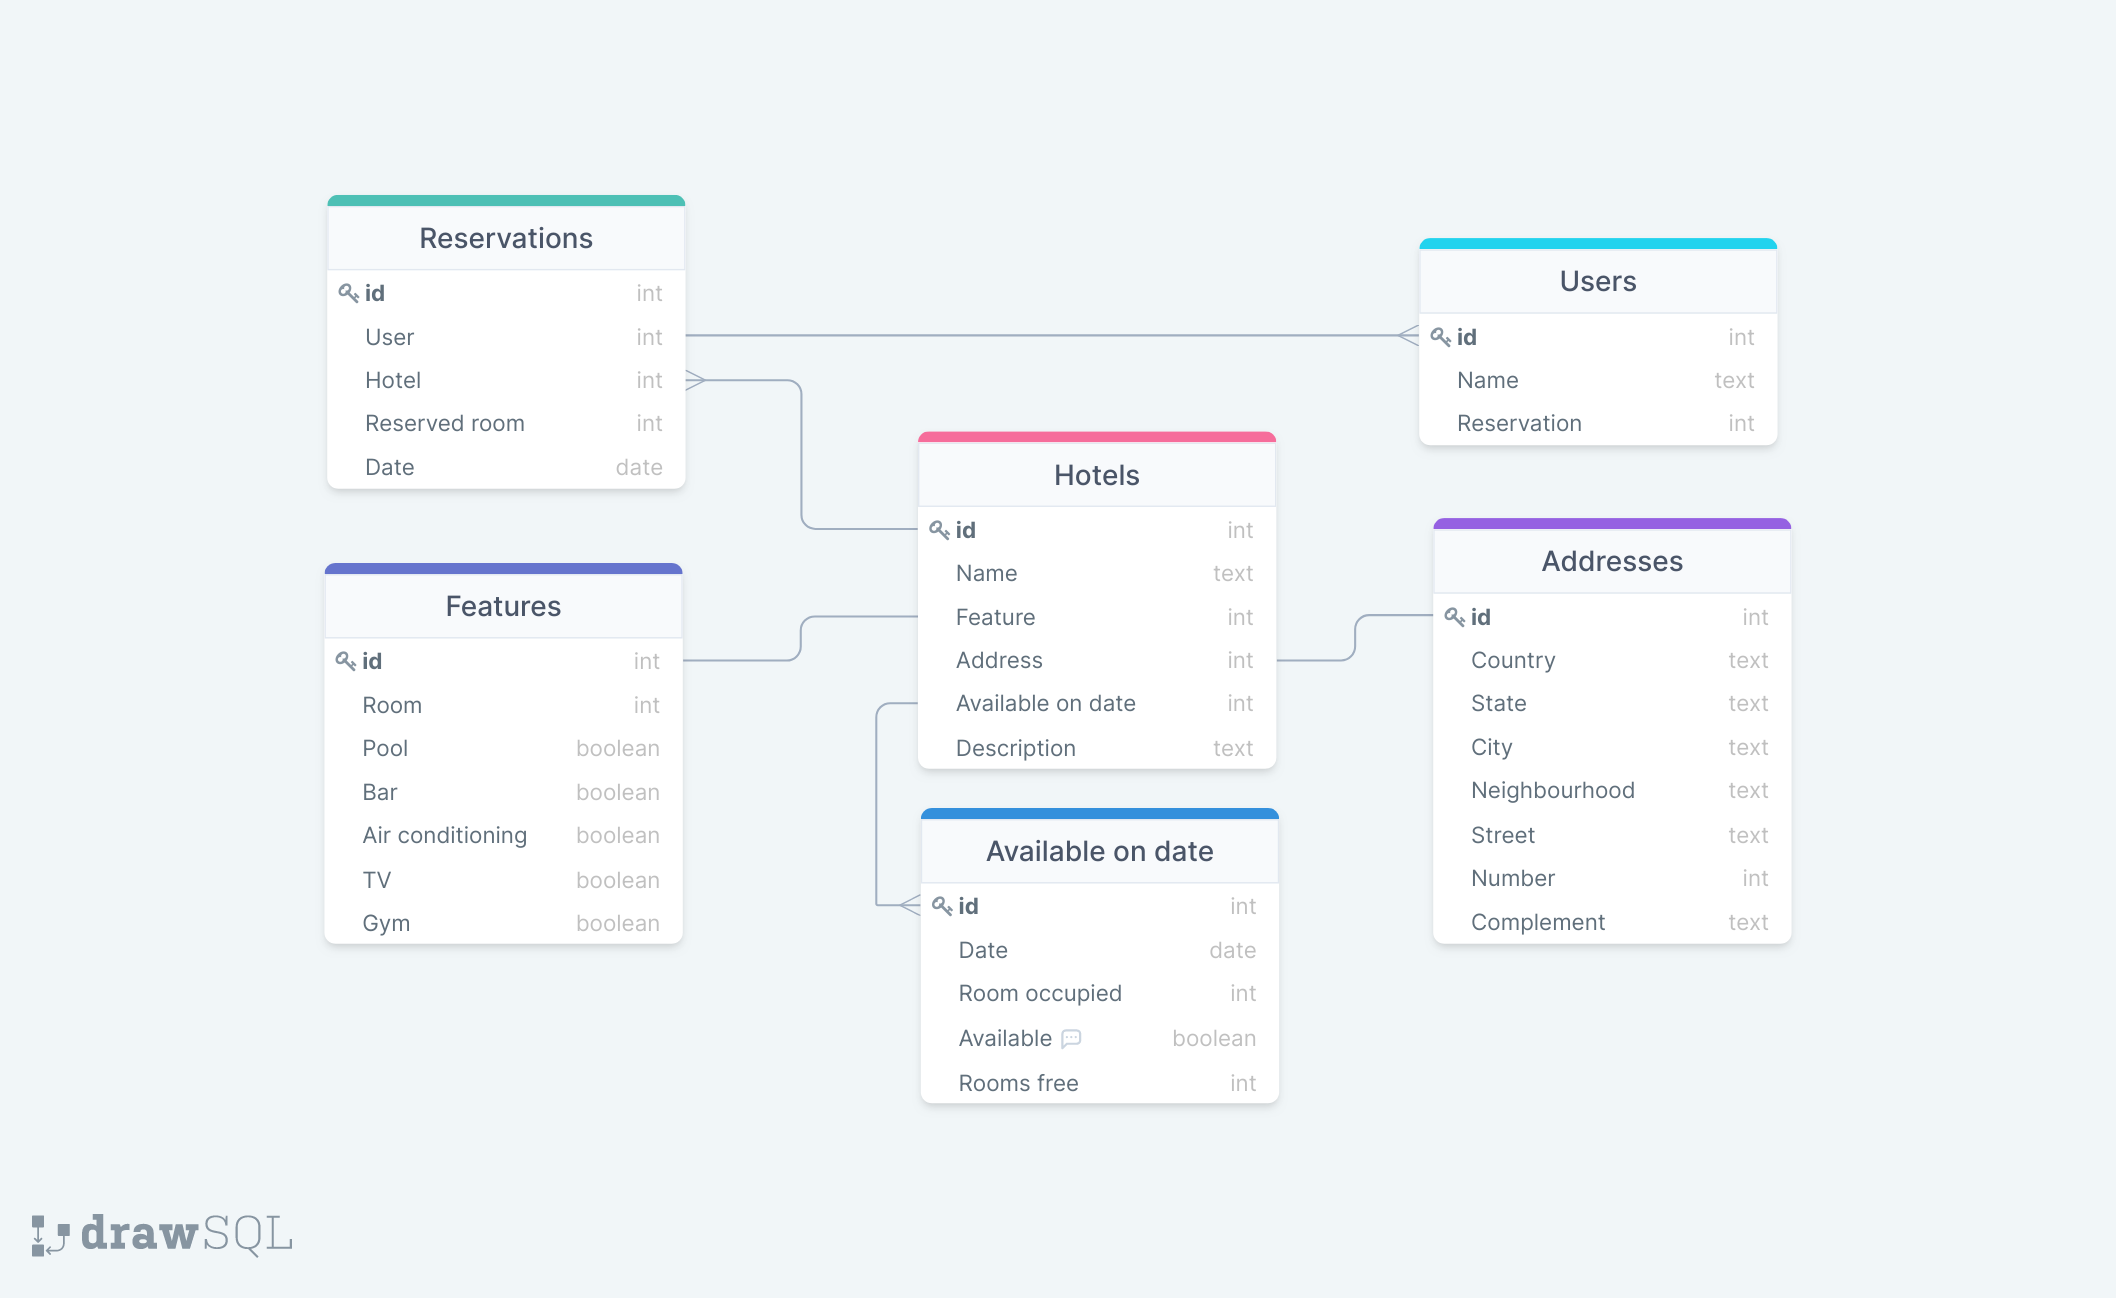 Reservations
id int
User int
Hotel int
Reserved room int
Date date
Users
id int
Name text
Reservation int
Hotels
id int
Name text
Feature int
Address int
Available on date int
Description text
Features
id int
Room int
Pool boolean
Bar boolean
Air conditioning boolean
TV boolean
Gym boolean
Addresses
id int
Country text
State text
City text
Neighbourhood text
Street text
Number int
Complement text
Available on date
id int
Date date
Room occupied int
Available boolean
Rooms free int
drawSQL